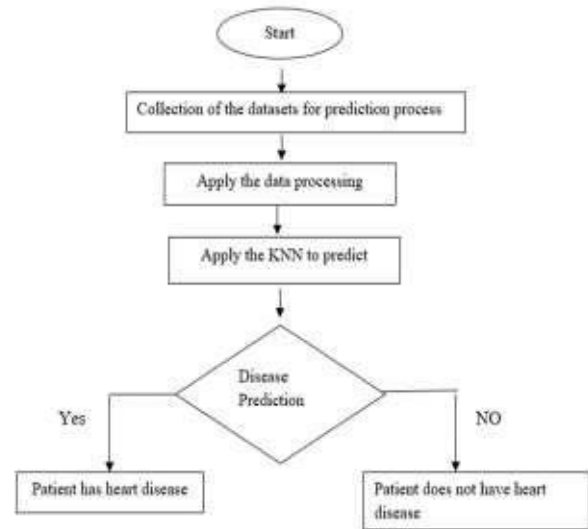 Start
Collection of the datasets for prediction process
Apply the data processing
Apply the KNN to predict
Disease
Prediction
Yes
NO
Patient has heart disease
Patient does not have heart
disease